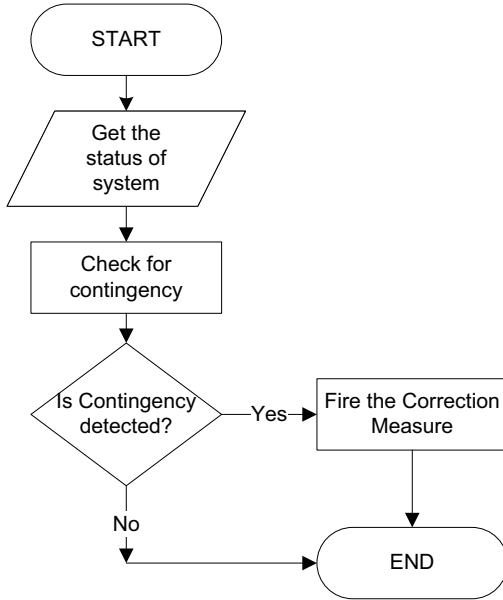 START
Get the
status of
system
Check for
contingency
Is Contingency
detected?
Yes
Fire the Correction
Measure
No
END